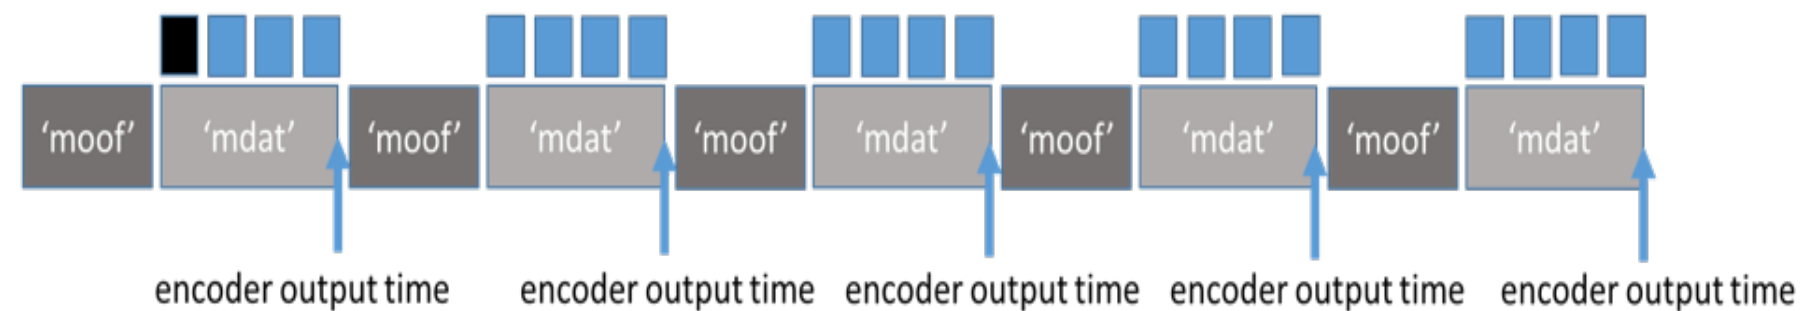 ‘moof’ ‘mdat’ ‘moof’ ‘mdat’ ‘moof’ ‘mdat’ ‘moof’ ‘mdat’ ‘moof’ ‘mdat’
encoder output time encoder output time encoder output time encoder output time encoder output time